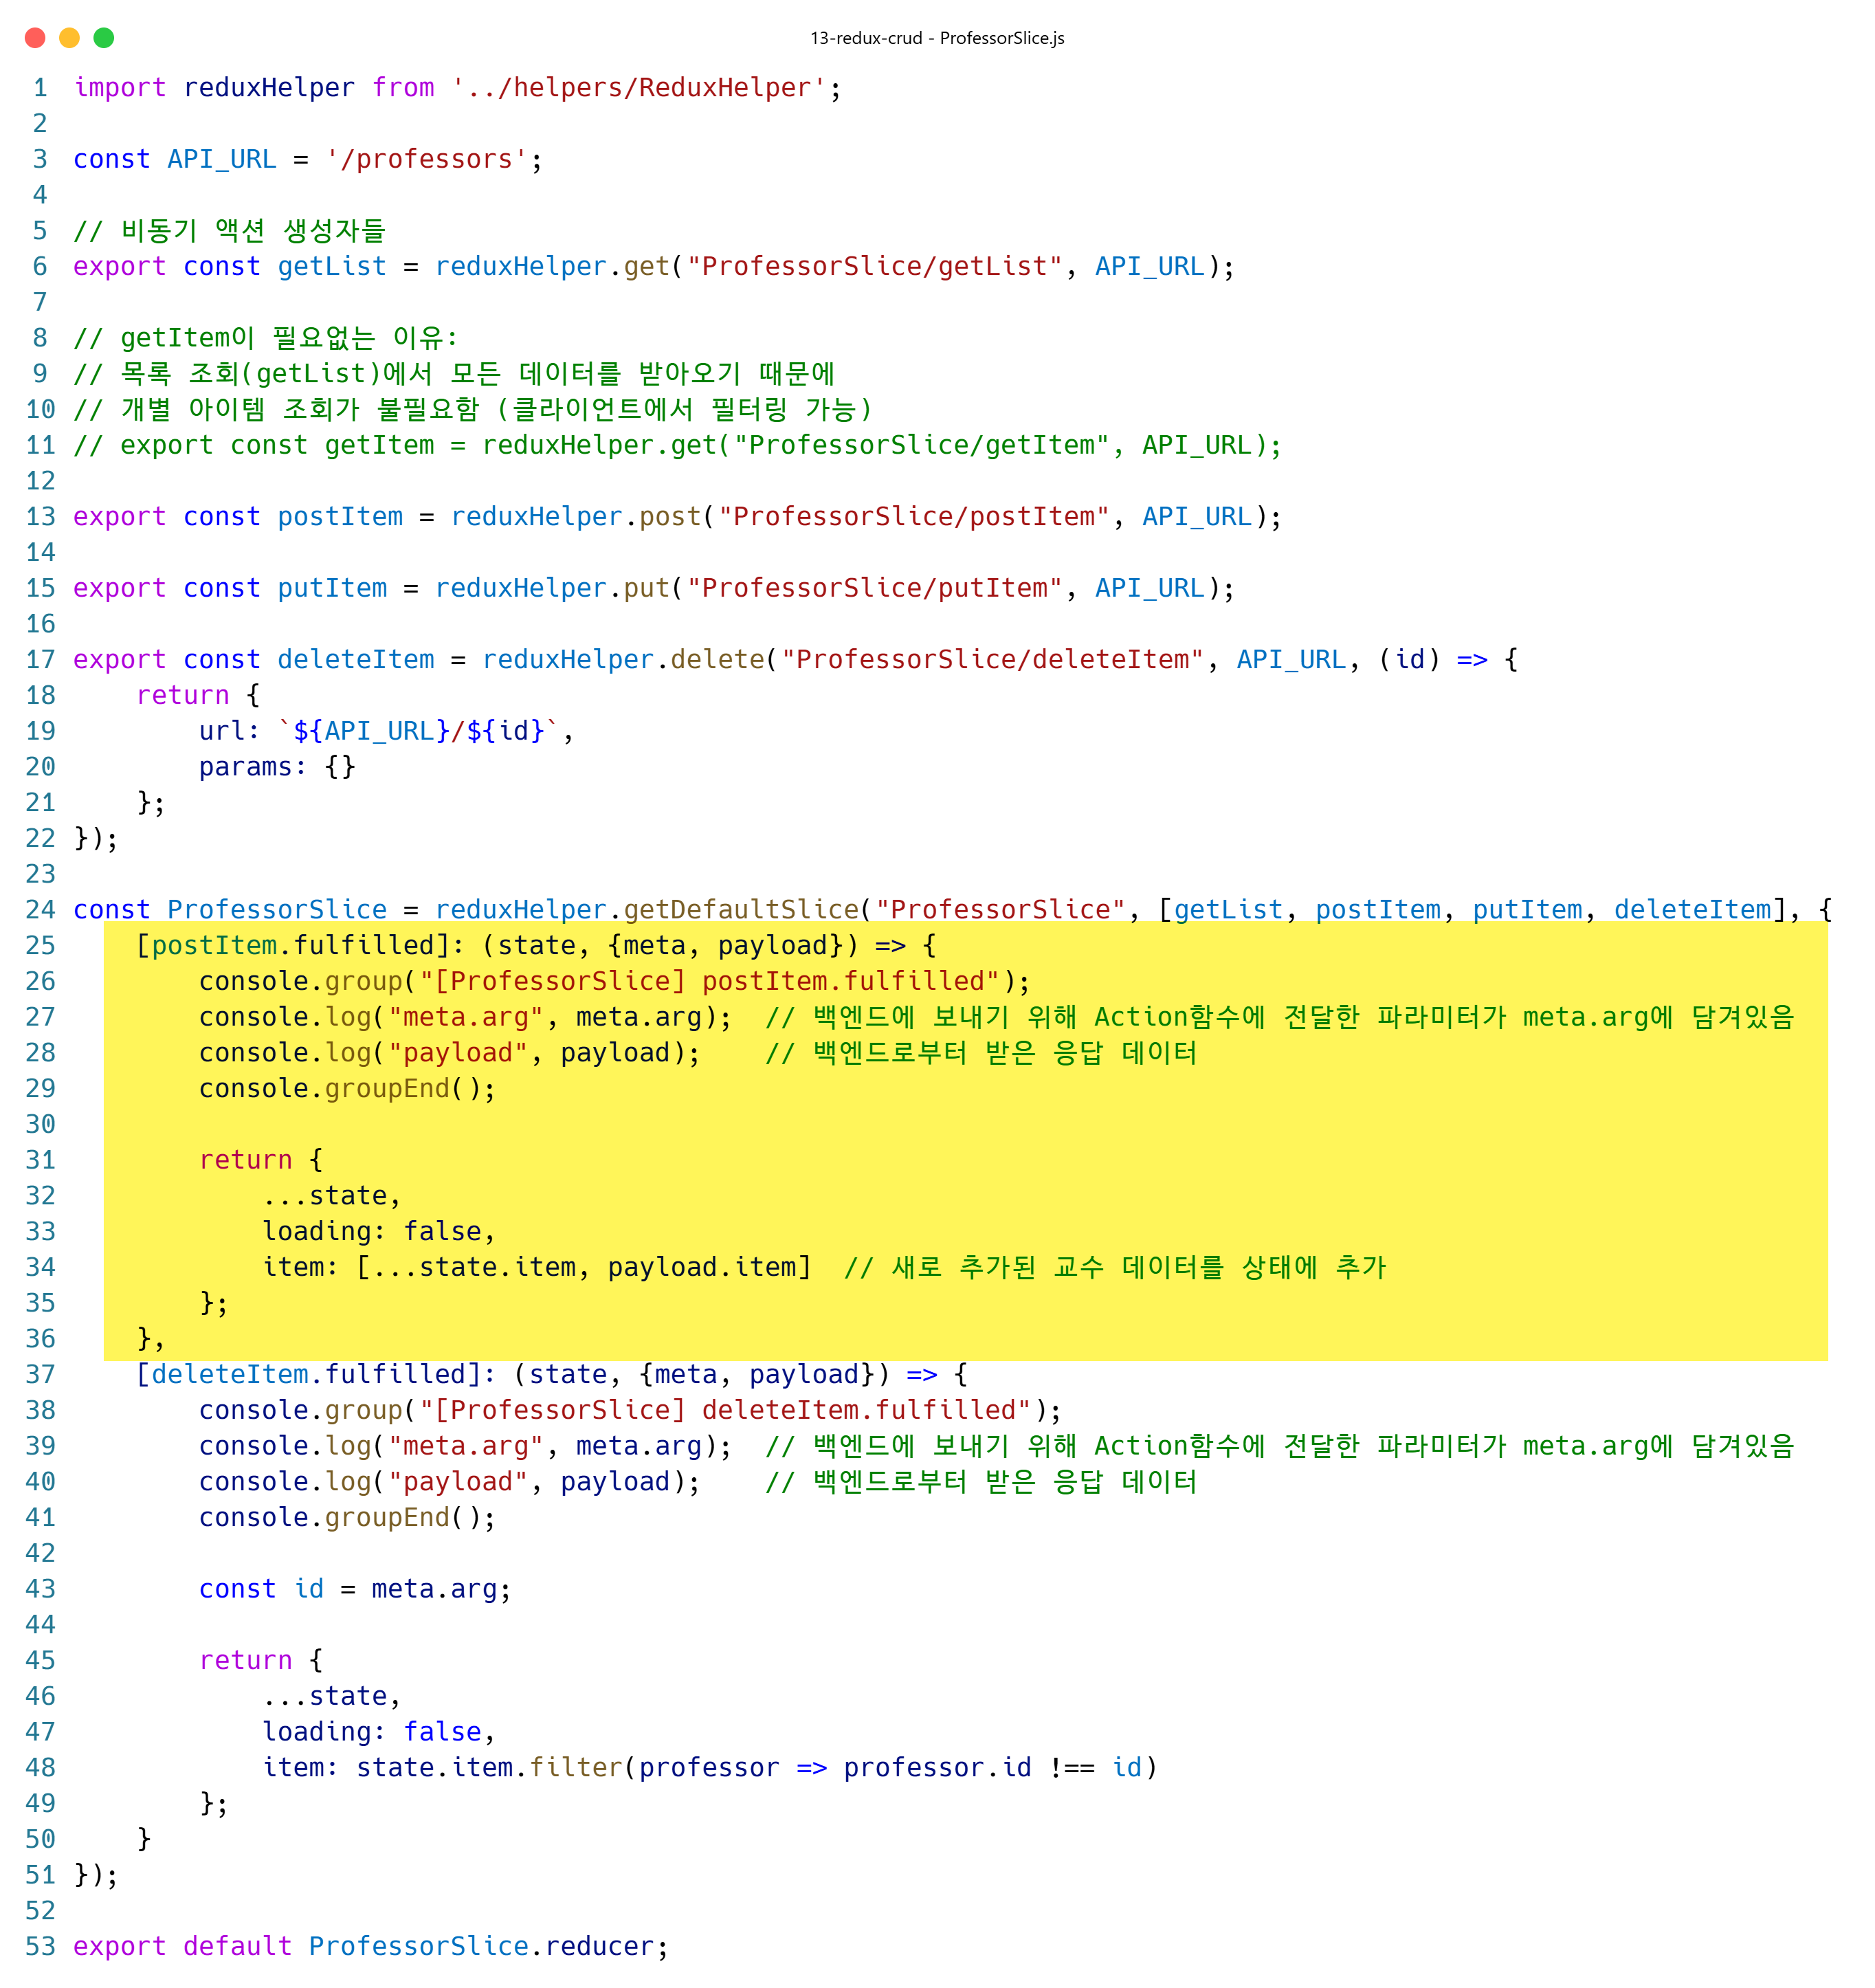 13-redux-crud - ProfessorSlice.js
1 import reduxHelper from '../helpers/ReduxHelper';
2
3 const API_URL = '/professors';
4
5 // 비동기 액션 생성자들
6 export const getList = reduxHelper.get("ProfessorSlice/getList", API_URL);
7
8 // getItem이 필요없는 이유:
9 // 목록 조회(getList)에서 모든 데이터를 받아오기 때문에
10 // 개별 아이템 조회가 불필요함 (클라이언트에서 필터링 가능)
11 // export const getItem = reduxHelper.get("ProfessorSlice/getItem", API_URL);
12
13 export const postItem = reduxHelper.post("ProfessorSlice/postItem", API_URL);
14
15 export const putItem = reduxHelper.put("ProfessorSlice/putItem", API_URL);
16
17 export const deleteItem = reduxHelper.delete("ProfessorSlice/deleteItem", API_URL, (id) => {
18     return {
19         url: `${API_URL}/${id}`,
20         params: {}
21     };
22 });
23
24 const ProfessorSlice = reduxHelper.getDefaultSlice("ProfessorSlice", [getList, postItem, putItem, deleteItem], {
25     [postItem.fulfilled]: (state, {meta, payload}) => {
26         console.group("[ProfessorSlice] postItem.fulfilled");
27         console.log("meta.arg", meta.arg);  // 백엔드에 보내기 위해 Action함수에 전달한 파라미터가 meta.arg에 담겨있음
28         console.log("payload", payload);    // 백엔드로부터 받은 응답 데이터
29         console.groupEnd();
30
31         return {
32             ...state,
33             loading: false,
34             item: [...state.item, payload.item]  // 새로 추가된 교수 데이터를 상태에 추가
35         };
36     },
37     [deleteItem.fulfilled]: (state, {meta, payload}) => {
38         console.group("[ProfessorSlice] deleteItem.fulfilled");
39         console.log("meta.arg", meta.arg);  // 백엔드에 보내기 위해 Action함수에 전달한 파라미터가 meta.arg에 담겨있음
40         console.log("payload", payload);    // 백엔드로부터 받은 응답 데이터
41         console.groupEnd();
42
43         const id = meta.arg;
44
45         return {
46             ...state,
47             loading: false,
48             item: state.item.filter(professor => professor.id !== id)
49         };
50     }
51 });
52
53 export default ProfessorSlice.reducer;